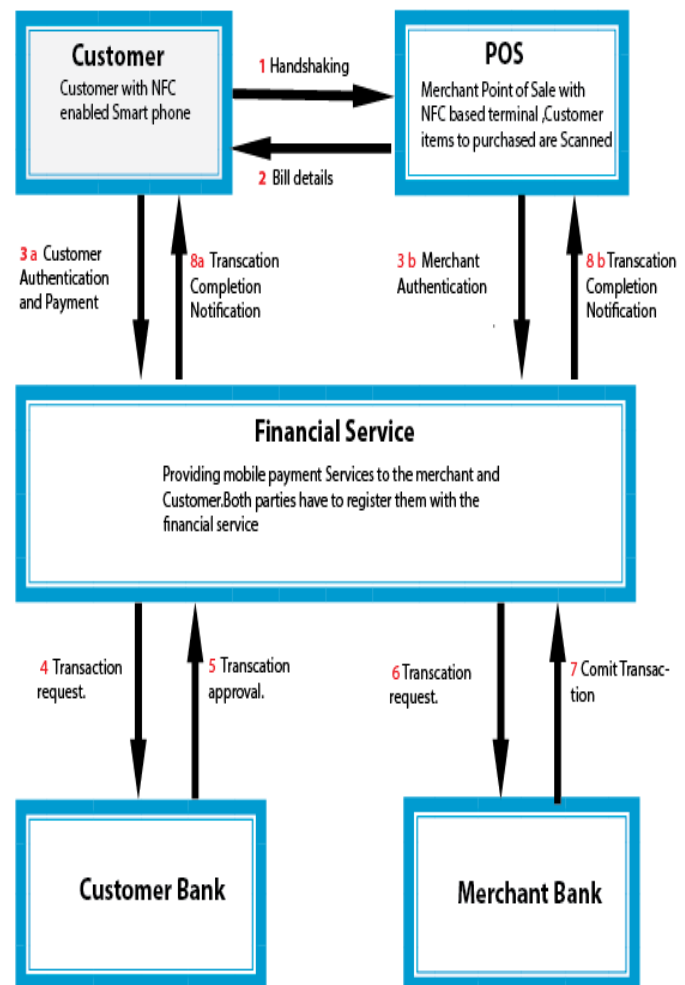 Customer
Customer with NFC
enabled Smart phone
1 Handshaking
POS
Merchant Point of Sale with
NFC based terminal ,Customer
items to purchased are Scanned
2 Bill details
3 a Customer
Authentication
and Payment
8a Transcation
Completion
Notification
3 b Merchant
Authentication
8 b Transcation
Completion
Notification
Financial Service
Providing mobile payment Services to the merchant and
Customer.Both parties have to register them with the
financial service
4 Transaction
request.
5 Transcation
approval.
6 Transcation
request.
7 Comit Transac-
tion
Customer Bank
Merchant Bank